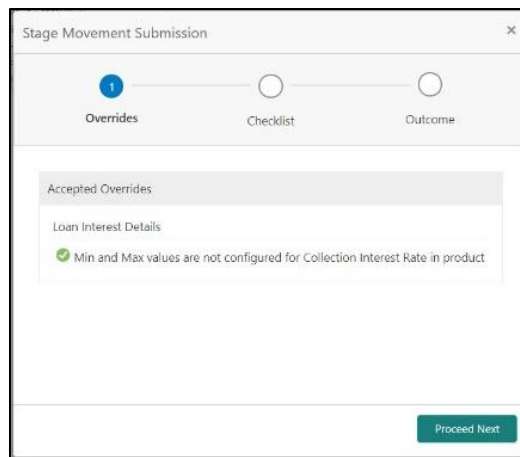 Stage Movement Submission
×
1
Overrides
Checklist
Outcome
Accepted Overrides
Loan Interest Details
Min and Max values are not configured for Collection Interest Rate in product
Proceed Next